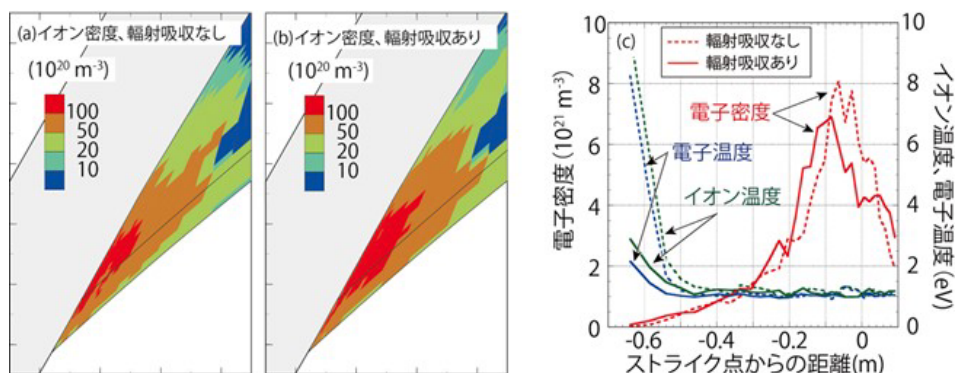 (a)イオン密度、輻射吸収なし
(10²⁰ m⁻³)
100
50
20
10
(b)イオン密度、輻射吸収あり
(10²⁰ m⁻³)
100
50
20
10
(c)
輻射吸収なし
輻射吸収あり
電子密度
電子温度
イオン温度
電子密度 (10²¹ m⁻³)
10
8
6
4
2
0
イオン温度、電子温度 (eV)
10
8
6
4
2
0
-0.6 -0.4 -0.2 0
ストライク点からの距離(m)